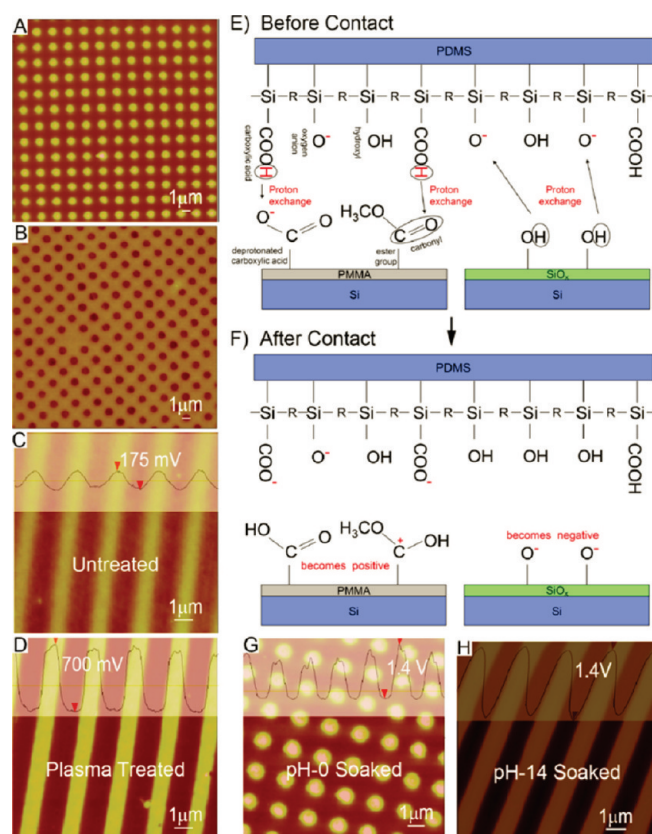 A
1μm
B
1μm
C
175 mV
Untreated
1μm
D
700 mV
Plasma Treated
1μm
E) Before Contact
PDMS
Si R Si R Si R Si R Si R Si R Si R Si
carboxylic acid
COOH
oxygen anion
O-
hydroxyl
OH
COOH
O-
OH
O-
COOH
Proton exchange
Proton exchange
Proton exchange
O-
C
O
deprotonated carboxylic acid
H3CO
C
O
carbonyl
ester group
OH
OH
PMMA
Si
SiOx
Si
F) After Contact
PDMS
Si R Si R Si R Si R Si R Si R Si R Si
COO-
O-
OH
COO-
OH
OH
OH
COOH
HO
C
O
H3CO
C+
OH
becomes positive
becomes negative
O-
O-
PMMA
Si
SiOx
Si
G
1.4 V
pH-0 Soaked
1μm
H
1.4V
pH-14 Soaked
1μm